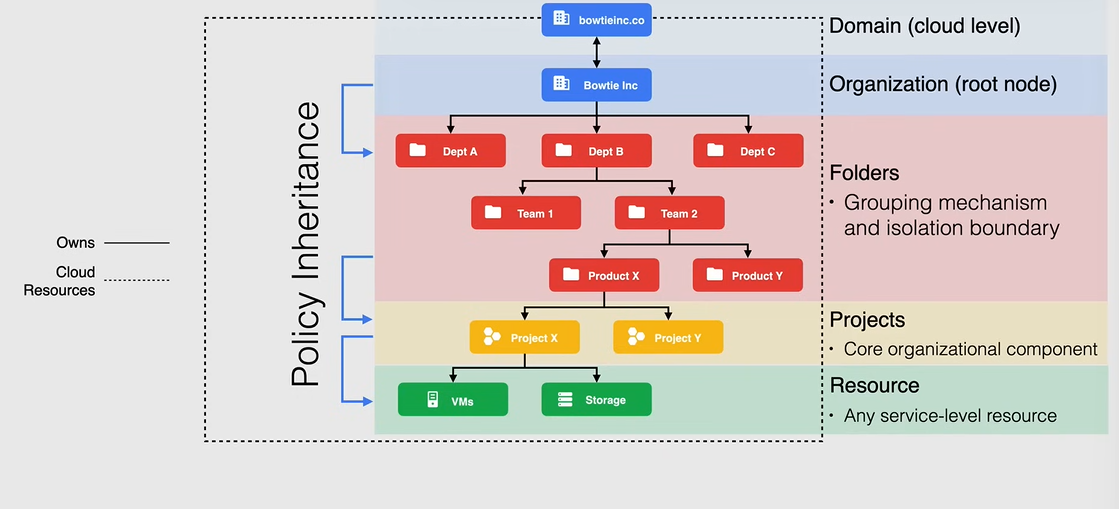 bowtieinc.co
Domain (cloud level)
Bowtie Inc
Organization (root node)
Policy Inheritance
Dept A
Dept B
Dept C
Folders
• Grouping mechanism
and isolation boundary
Team 1
Team 2
Owns
Cloud
Resources
Product X
Product Y
Projects
• Core organizational component
Project X
Project Y
Resource
• Any service-level resource
VMs
Storage